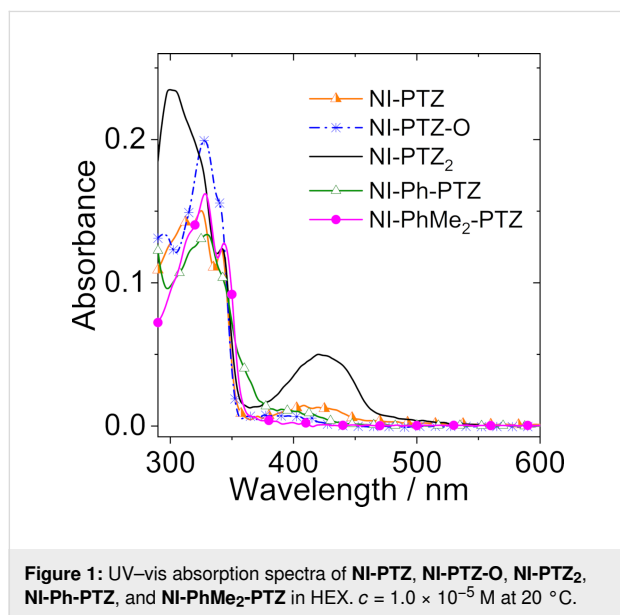 NI-PTZ
NI-PTZ-O
NI-PTZ₂
NI-Ph-PTZ
NI-PhMe₂-PTZ
Absorbance
0.2
0.1
0.0
300 400 500 600
Wavelength / nm
Figure 1: UV–vis absorption spectra of NI-PTZ, NI-PTZ-O, NI-PTZ₂,
NI-Ph-PTZ, and NI-PhMe₂-PTZ in HEX. c = 1.0 × 10⁻⁵ M at 20 °C.